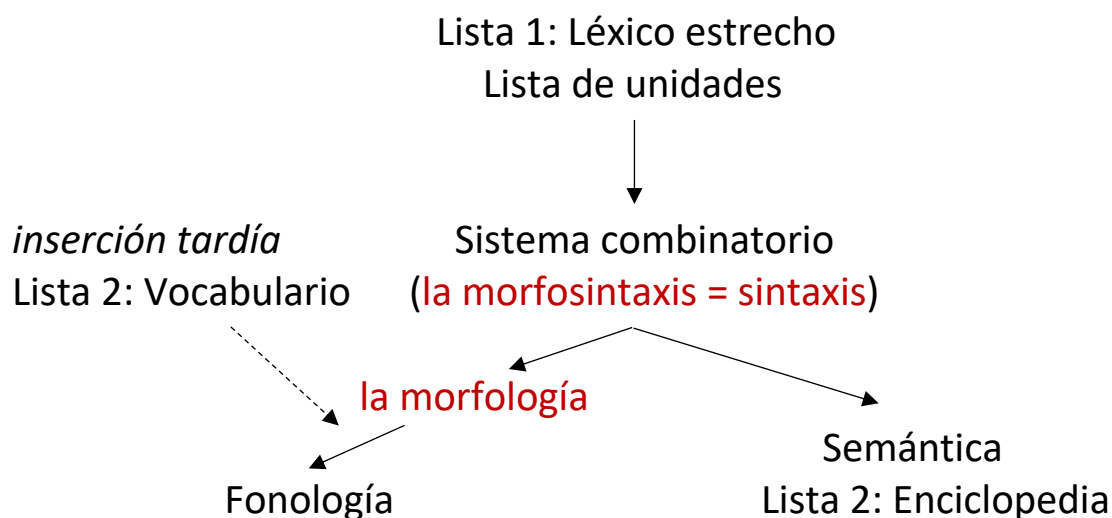 Lista 1: Léxico estrecho
Lista de unidades
inserción tardía
Lista 2: Vocabulario
Sistema combinatorio
(la morfosintaxis = sintaxis)
la morfología
Fonología
Semántica
Lista 2: Enciclopedia